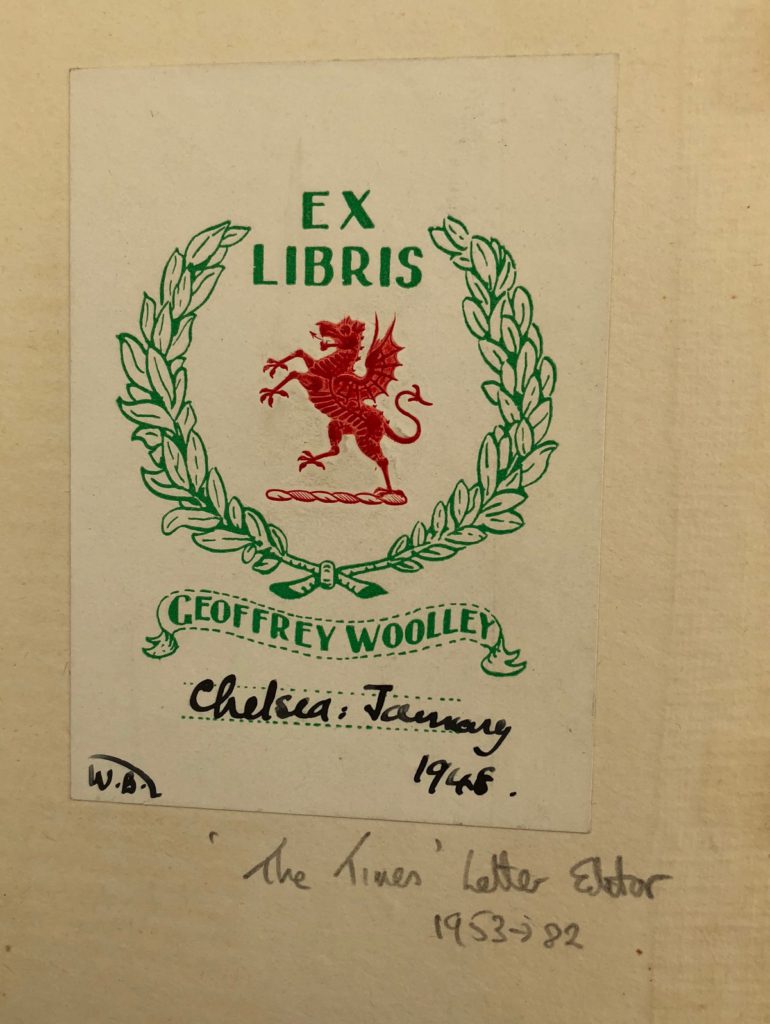 EX
LIBRIS
GEOFFREY WOOLLEY
Chelsea: January
1948.
W.B.
'The Times' Letter Editor
1953→82